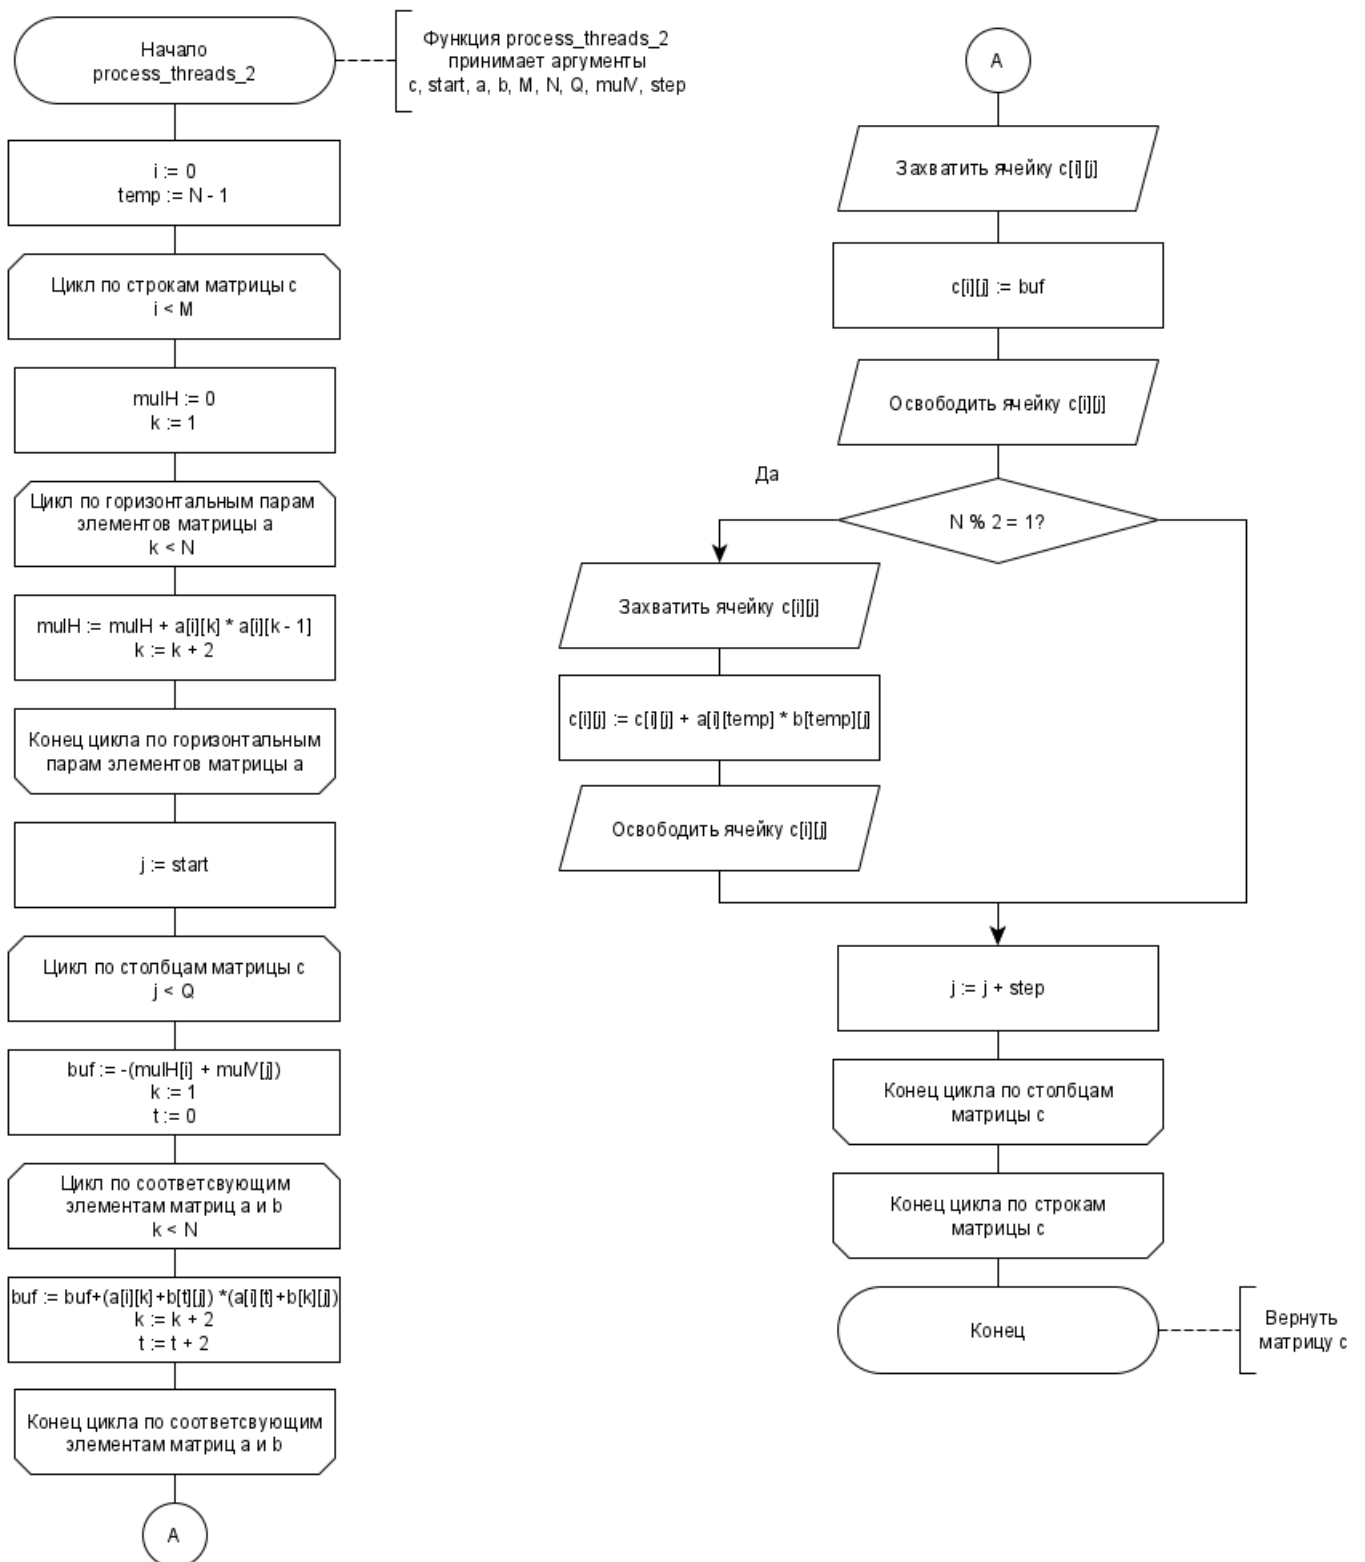 Начало
process_threads_2
Функция process_threads_2
принимает аргументы
c, start, a, b, M, N, Q, mulV, step
i := 0
temp := N - 1
Цикл по строкам матрицы c
i < M
mulH := 0
k := 1
Цикл по горизонтальным парам
элементов матрицы a
k < N
mulH := mulH + a[i][k] * a[i][k - 1]
k := k + 2
Конец цикла по горизонтальным
парам элементов матрицы a
j := start
Цикл по столбцам матрицы c
j < Q
buf := -(mulH[i] + mulV[j])
k := 1
t := 0
Цикл по соответсвующим
элементам матриц a и b
k < N
buf := buf+(a[i][k]+b[t][j]) *(a[i][t]+b[k][j])
k := k + 2
t := t + 2
Конец цикла по соответсвующим
элементам матриц a и b
A
A
Захватить ячейку c[i][j]
c[i][j] := buf
Освободить ячейку c[i][j]
Да
N % 2 = 1?
Захватить ячейку c[i][j]
c[i][j] := c[i][j] + a[i][temp] * b[temp][j]
Освободить ячейку c[i][j]
j := j + step
Конец цикла по столбцам
матрицы c
Конец цикла по строкам
матрицы c
Конец
Вернуть
матрицу c